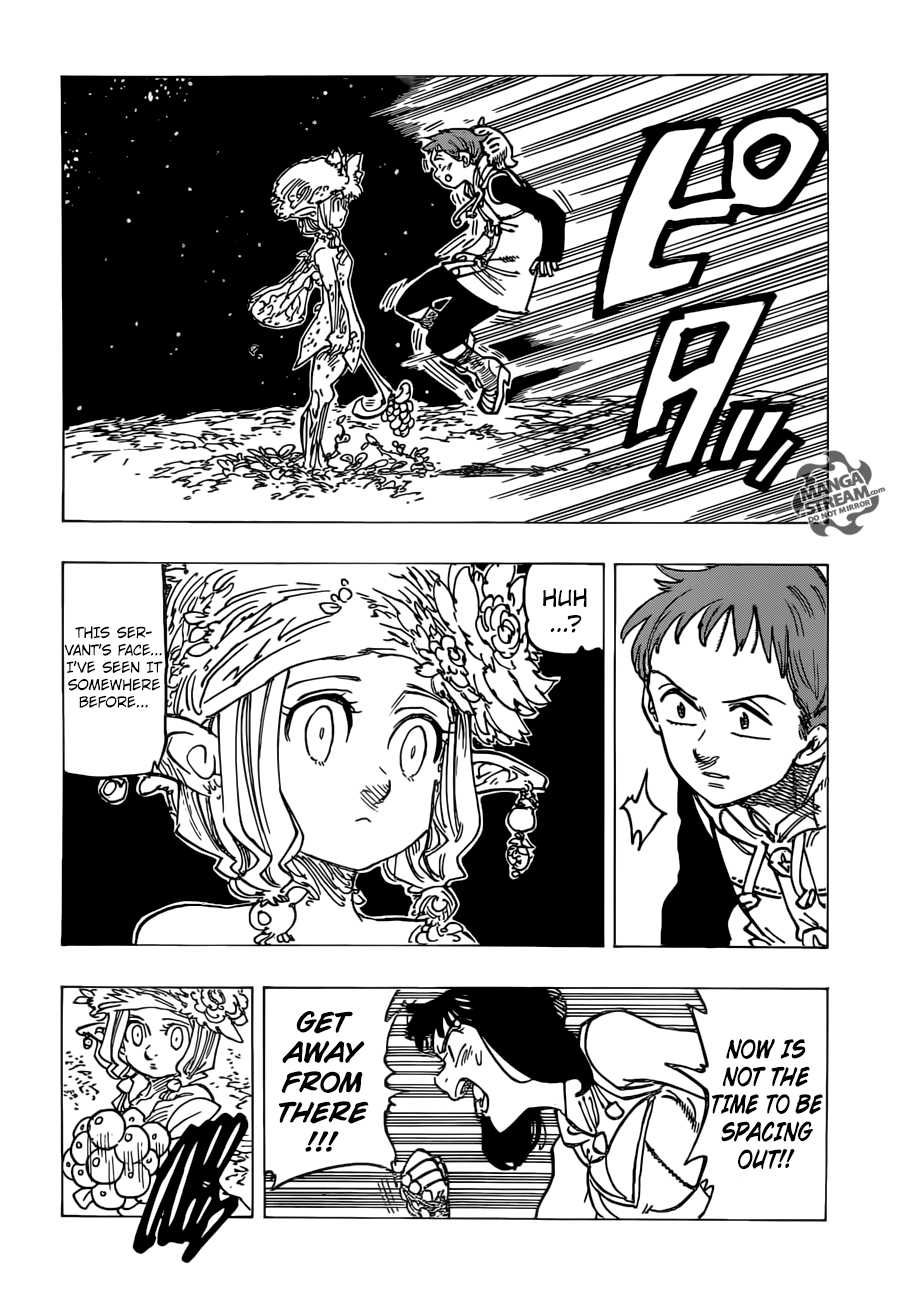 ピタッ
MANGA
STREAM.com
DO NOT MIRROR
HUH
...?
THIS SER-
VANT'S FACE...
I'VE SEEN IT
SOMEWHERE
BEFORE...
NOW IS
NOT THE
TIME TO BE
SPACING
OUT!!
GET
AWAY
FROM
THERE
!!!